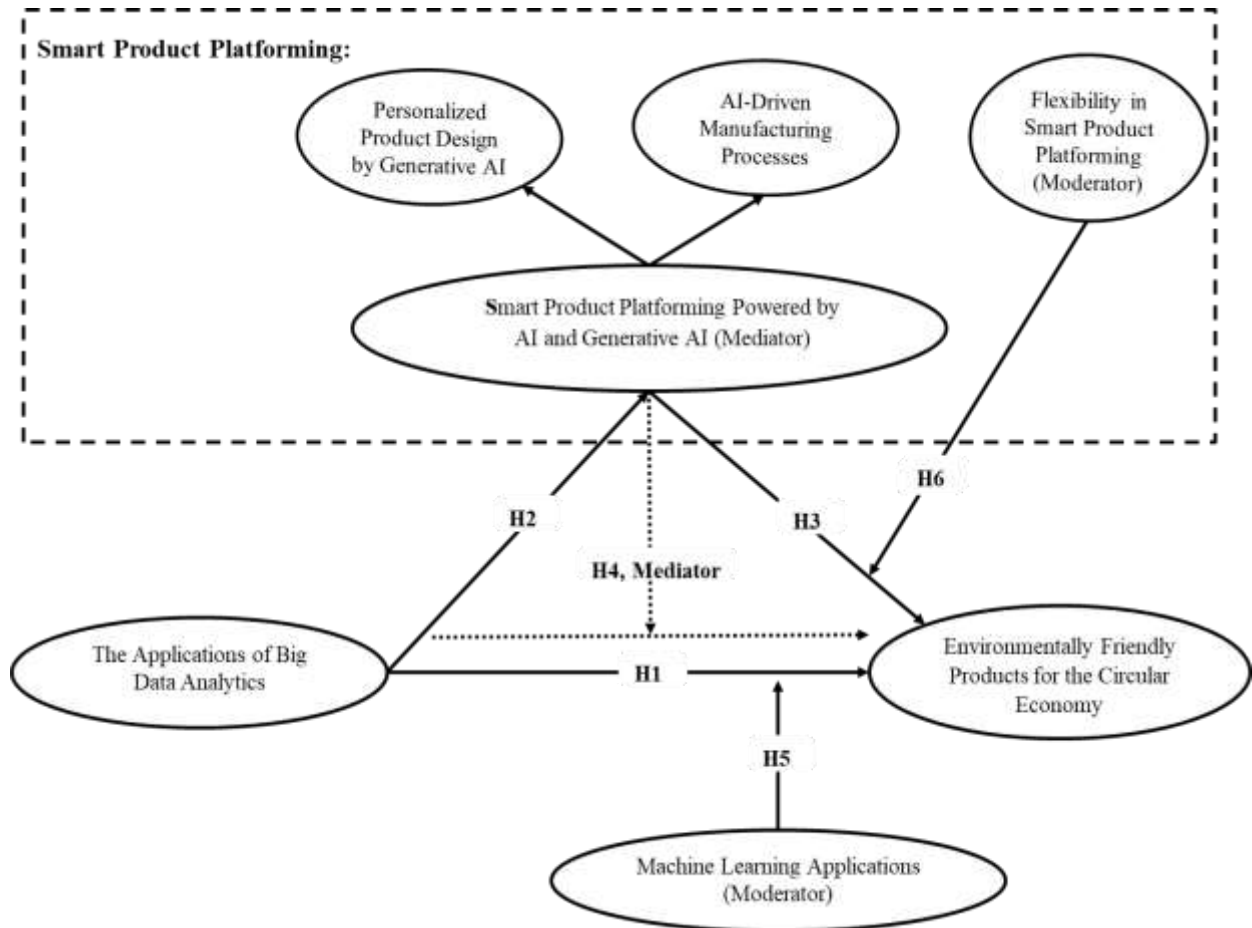 Smart Product Platforming:
Personalized
Product Design
by Generative AI
AI-Driven
Manufacturing
Processes
Flexibility in
Smart Product
Platforming
(Moderator)
Smart Product Platforming Powered by
AI and Generative AI (Mediator)
H6
H2
H3
H4, Mediator
The Applications of Big
Data Analytics
H1
Environmentally Friendly
Products for the Circular
Economy
H5
Machine Learning Applications
(Moderator)